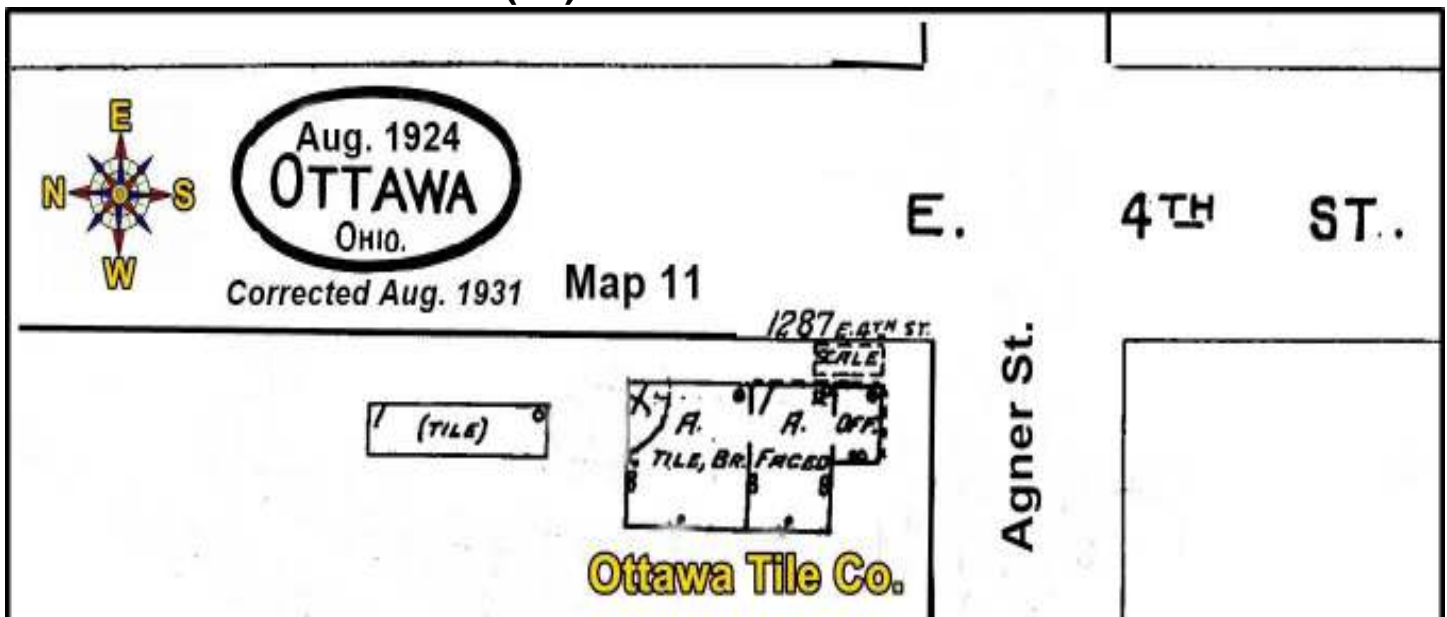 E
N
S
W
Aug. 1924
OTTAWA
OHIO.
Corrected Aug. 1931
Map 11
E. 4TH ST.
1287 E. 4TH ST.
SCALE
(TILE)
A.
A.
OFF.
TILE, BR. FACED
Agner St.
Ottawa Tile Co.